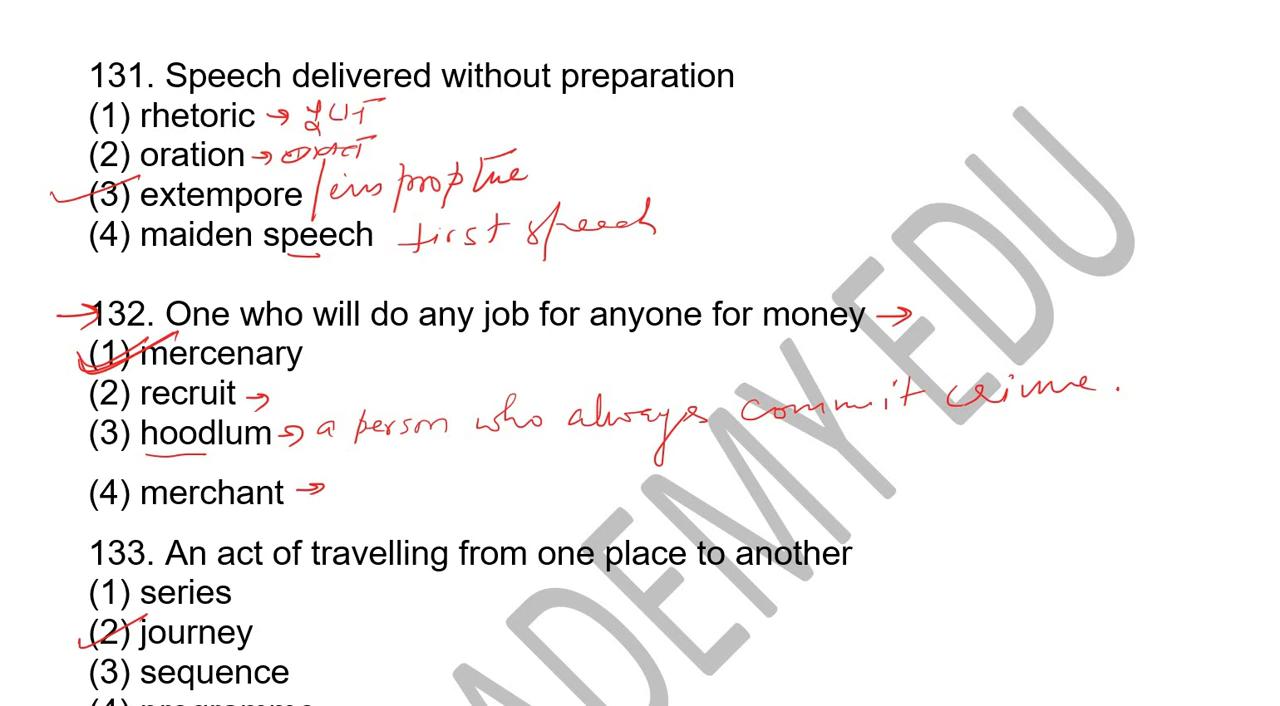 131. Speech delivered without preparation
(1) rhetoric →
(2) oration →
(3) extempore /
(4) maiden speech first speech
→ 132. One who will do any job for anyone for money →
(1) mercenary
(2) recruit →
(3) hoodlum → a person who always commit crime.
(4) merchant →
133. An act of travelling from one place to another
(1) series
(2) journey
(3) sequence
(4) programme
ADEMY EDU